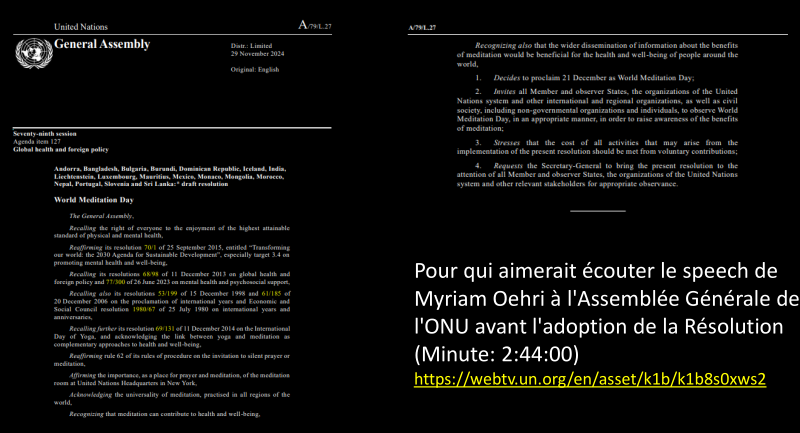 United Nations
A/79/L.27
General Assembly
Distr.: Limited
29 November 2024
Original: English
Seventy-ninth session
Agenda item 127
Global health and foreign policy
Andorra, Bangladesh, Bulgaria, Burundi, Dominican Republic, Iceland, India,
Liechtenstein, Luxembourg, Mauritius, Mexico, Monaco, Mongolia, Morocco,
Nepal, Portugal, Slovenia and Sri Lanka:* draft resolution
World Meditation Day
The General Assembly,
Recalling the right of everyone to the enjoyment of the highest attainable
standard of physical and mental health,
Reaffirming its resolution 70/1 of 25 September 2015, entitled “Transforming
our world: the 2030 Agenda for Sustainable Development”, especially target 3.4 on
promoting mental health and well-being,
Recalling its resolutions 68/98 of 11 December 2013 on global health and
foreign policy and 77/300 of 26 June 2023 on mental health and psychosocial support,
Recalling also its resolutions 53/199 of 15 December 1998 and 61/185 of
20 December 2006 on the proclamation of international years and Economic and
Social Council resolution 1980/67 of 25 July 1980 on international years and
anniversaries,
Recalling further its resolution 69/131 of 11 December 2014 on the International
Day of Yoga, and acknowledging the link between yoga and meditation as
complementary approaches to health and well-being,
Reaffirming rule 62 of its rules of procedure on the invitation to silent prayer or
meditation,
Affirming the importance, as a place for prayer and meditation, of the meditation
room at United Nations Headquarters in New York,
Acknowledging the universality of meditation, practised in all regions of the
world,
Recognizing that meditation can contribute to health and well-being,
A/79/L.27
Recognizing also that the wider dissemination of information about the benefits
of meditation would be beneficial for the health and well-being of people around the
world,
1. Decides to proclaim 21 December as World Meditation Day;
2. Invites all Member and observer States, the organizations of the United
Nations system and other international and regional organizations, as well as civil
society, including non-governmental organizations and individuals, to observe World
Meditation Day, in an appropriate manner, in order to raise awareness of the benefits
of meditation;
3. Stresses that the cost of all activities that may arise from the
implementation of the present resolution should be met from voluntary contributions;
4. Requests the Secretary-General to bring the present resolution to the
attention of all Member and observer States, the organizations of the United Nations
system and other relevant stakeholders for appropriate observance.
Pour qui aimerait écouter le speech de
Myriam Oehri à l'Assemblée Générale de
l'ONU avant l'adoption de la Résolution
(Minute: 2:44:00)
https://webtv.un.org/en/asset/k1b/k1b8s0xws2